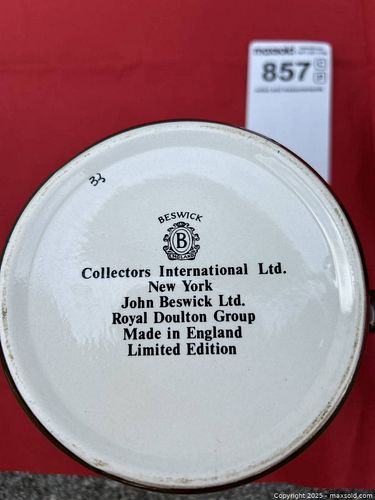 maxsold
857
33
BESWICK
B
ENGLAND
Collectors International Ltd.
New York
John Beswick Ltd.
Royal Doulton Group
Made in England
Limited Edition
Copyright © 2025 - maxsold.com